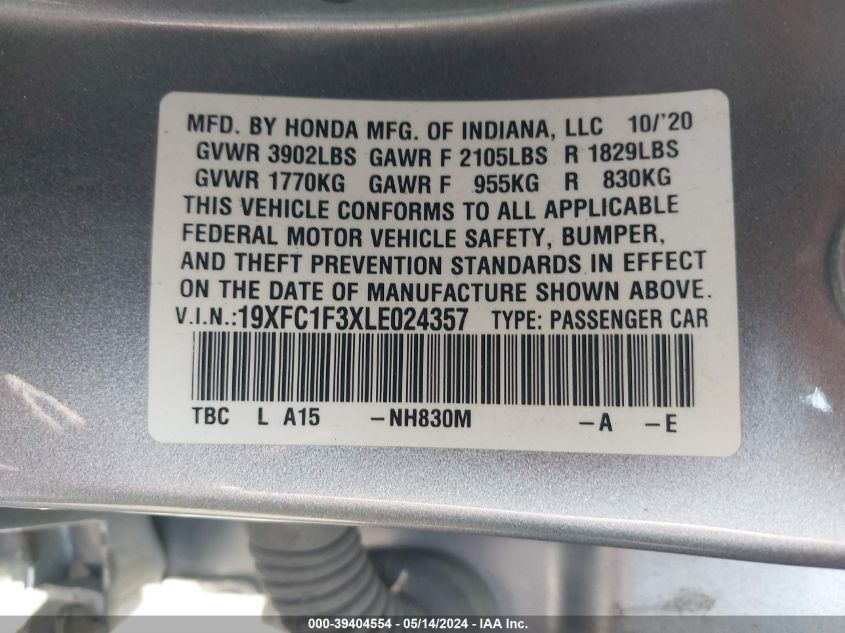 MFD. BY HONDA MFG. OF INDIANA, LLC 10/'20
GVWR 3902LBS GAWR F 2105LBS R 1829LBS
GVWR 1770KG GAWR F 955KG R 830KG
THIS VEHICLE CONFORMS TO ALL APPLICABLE
FEDERAL MOTOR VEHICLE SAFETY, BUMPER,
AND THEFT PREVENTION STANDARDS IN EFFECT
ON THE DATE OF MANUFACTURE SHOWN ABOVE.
V.I.N.:19XFC1F3XLE024357 TYPE: PASSENGER CAR
TBC L A15 -NH830M -A -E
000-39404554 - 05/14/2024 - IAA Inc.